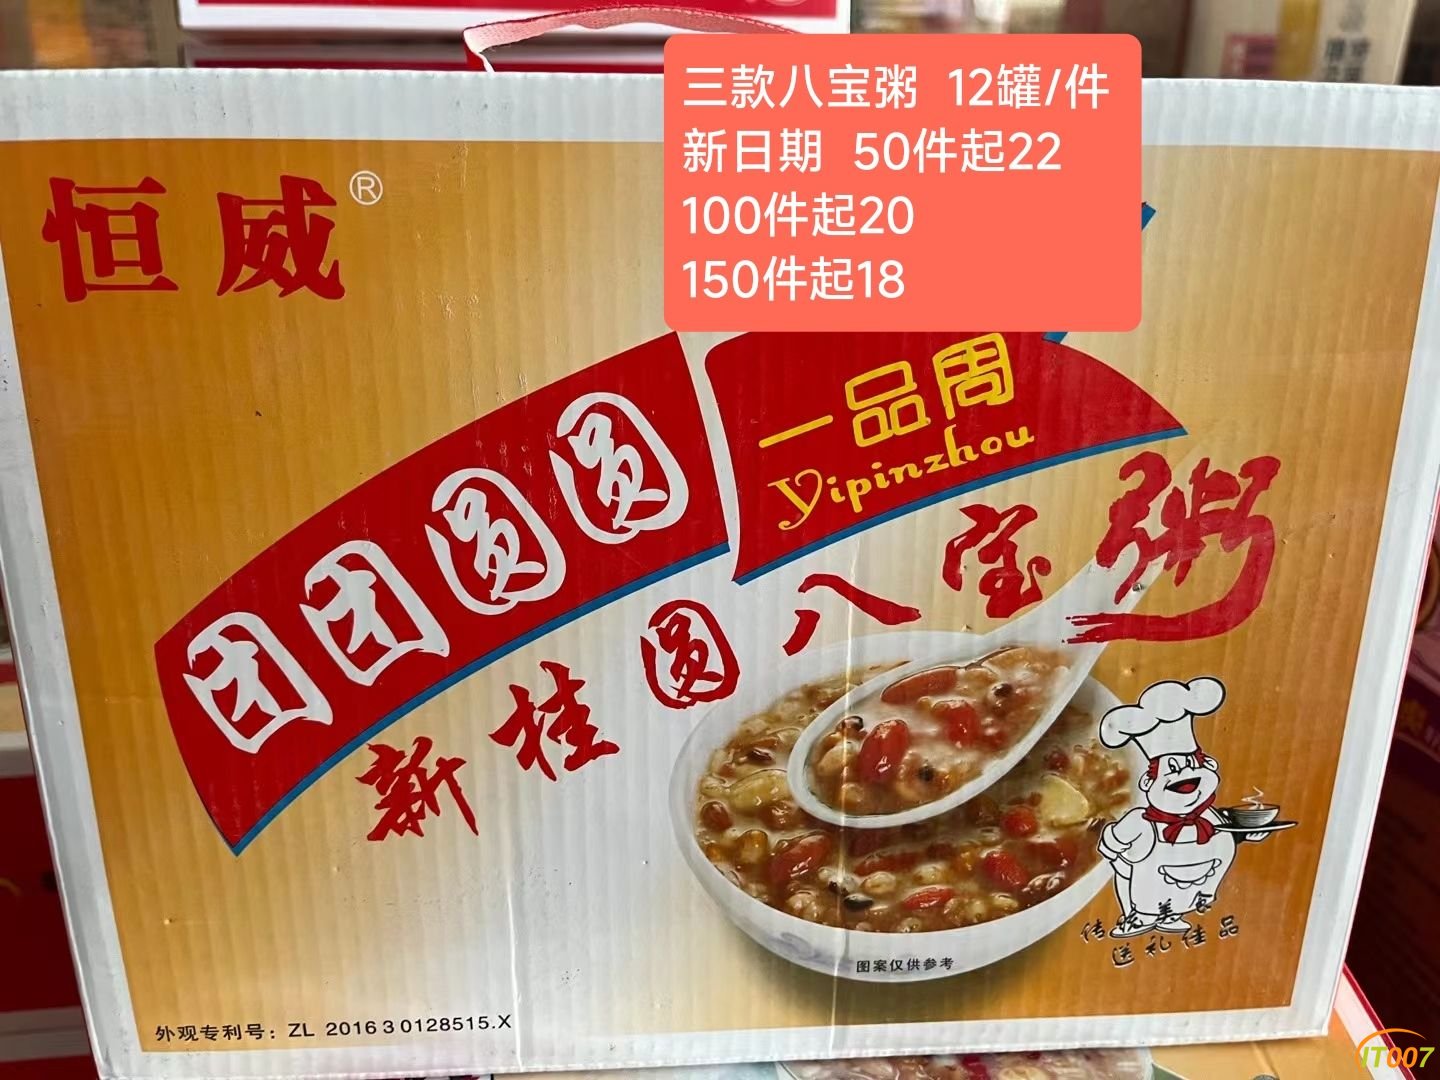 三款八宝粥 12罐/件
新日期 50件起22
100件起20
150件起18
恒威®
团团圆圆
一品周
Yipinzhou
新桂圆八宝粥
传统美食
送礼佳品
图案仅供参考
外观专利号：ZL 2016 3 0128515.X
IT007